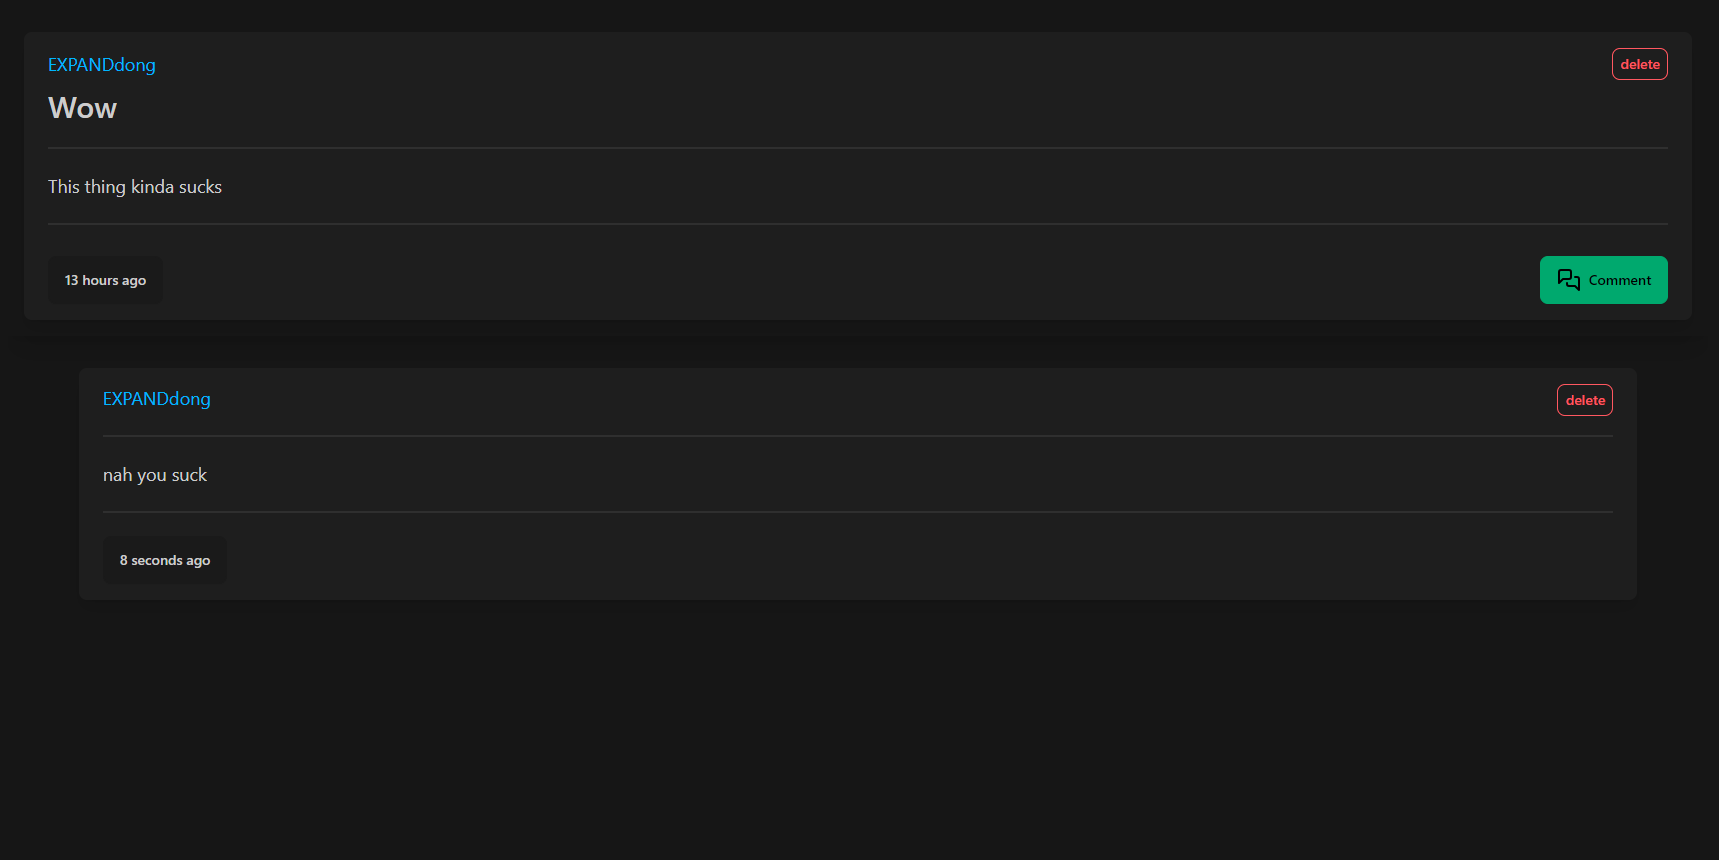 EXPANDdong
delete
Wow
This thing kinda sucks
13 hours ago
Comment
EXPANDdong
delete
nah you suck
8 seconds ago